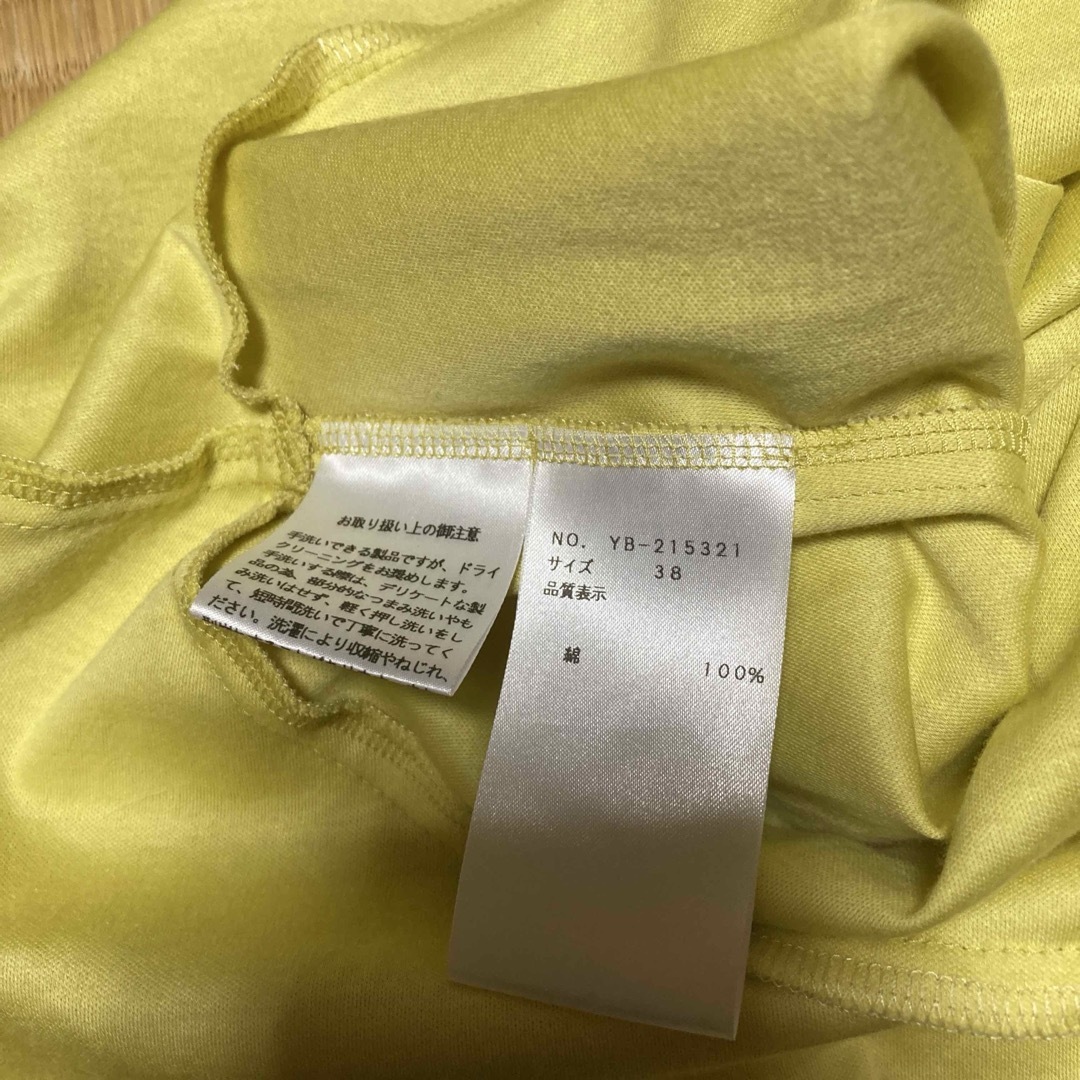 お取り扱い上の御注意
手洗いできる製品ですが、ドライ
クリーニングをお奨めします。
手洗いする際は、デリケートな製
品の為、部分的なつまみ洗いやも
み洗いはせず、軽く押し洗いをし
て、短時間洗いで丁寧に洗ってく
ださい。洗濯により収縮やねじれ、
NO. YB-215321
サイズ 38
品質表示
綿 100%